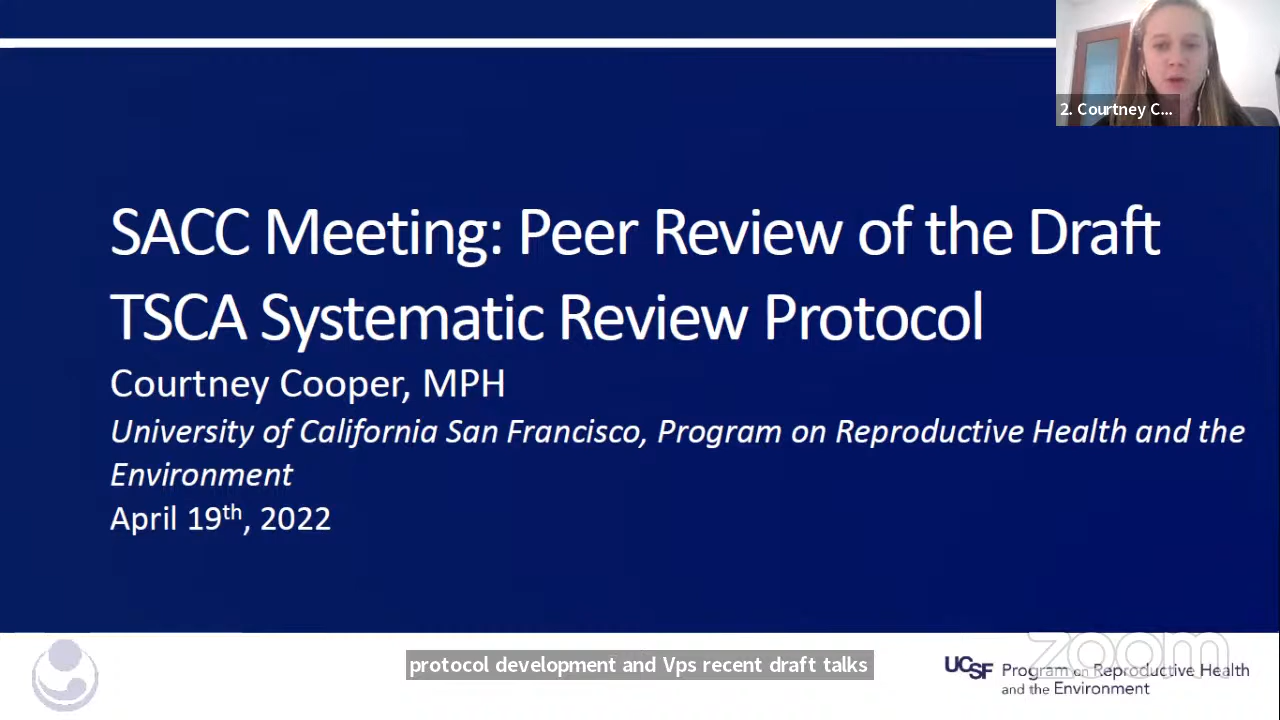 2. Courtney C...
SACC Meeting: Peer Review of the Draft
TSCA Systematic Review Protocol
Courtney Cooper, MPH
University of California San Francisco, Program on Reproductive Health and the
Environment
April 19th, 2022
protocol development and Vps recent draft talks
zoom
UCSF Program on Reproductive Health
and the Environment